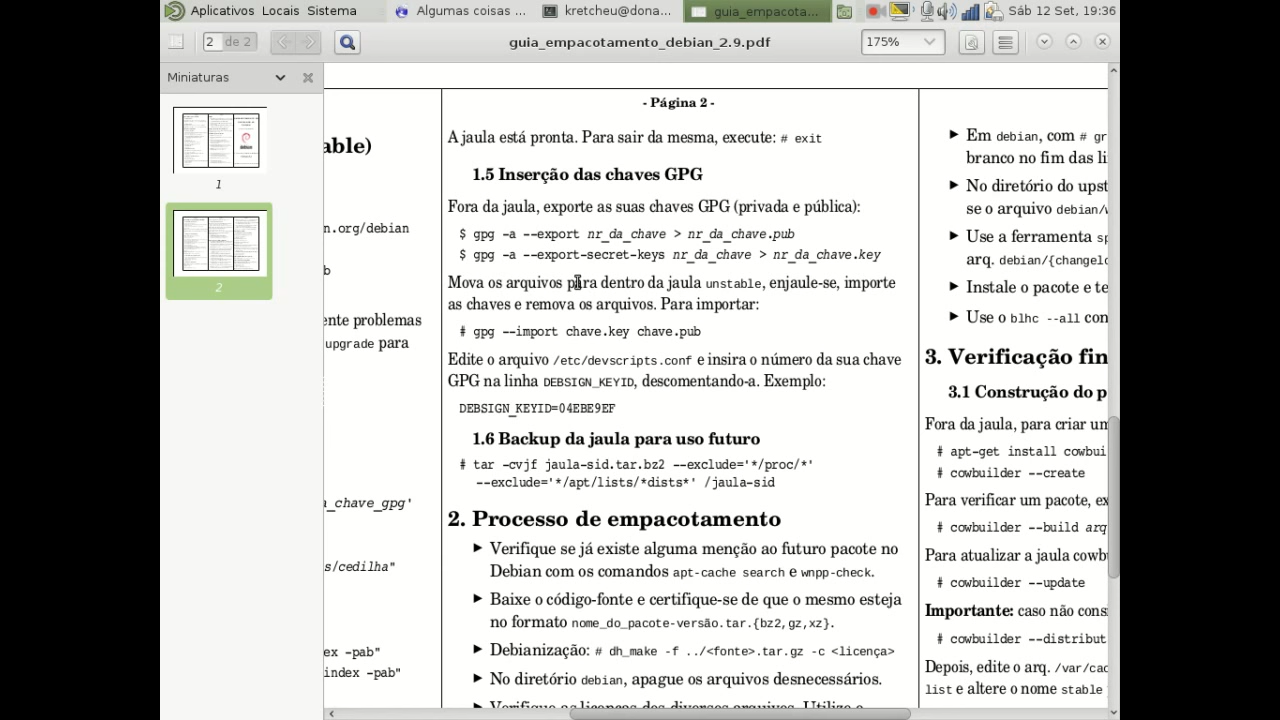 Aplicativos Locais Sistema
Algumas coisas ...
kretcheu@dona...
guia_empacota...
Sáb 12 Set, 19:36
2 de 2
guia_empacotamento_debian_2.9.pdf
175%
Miniaturas
1
2
able)
n.org/debian
b
ente problemas
upgrade para
a_chave_gpg'
s/cedilha"
ex -pab"
index -pab"
- Página 2 -
A jaula está pronta. Para sair da mesma, execute: # exit
1.5 Inserção das chaves GPG
Fora da jaula, exporte as suas chaves GPG (privada e pública):
$ gpg -a --export nr_da_chave > nr_da_chave.pub
$ gpg -a --export-secret-keys nr_da_chave > nr_da_chave.key
Mova os arquivos para dentro da jaula unstable, enjaule-se, importe
as chaves e remova os arquivos. Para importar:
# gpg --import chave.key chave.pub
Edite o arquivo /etc/devscripts.conf e insira o número da sua chave
GPG na linha DEBSIGN_KEYID, descomentando-a. Exemplo:
DEBSIGN_KEYID=04EBE9EF
1.6 Backup da jaula para uso futuro
# tar -cvjf jaula-sid.tar.bz2 --exclude='*/proc/*'
--exclude='*/apt/lists/*dists*' /jaula-sid
2. Processo de empacotamento
► Verifique se já existe alguma menção ao futuro pacote no
Debian com os comandos apt-cache search e wnpp-check.
► Baixe o código-fonte e certifique-se de que o mesmo esteja
no formato nome_do_pacote-versão.tar.{bz2,gz,xz}.
► Debianização: # dh_make -f ../<fonte>.tar.gz -c <licença>
► No diretório debian, apague os arquivos desnecessários.
► Verifique as licenças dos diversos arquivos. Utilize o
► Em debian, com # gr
branco no fim das li
► No diretório do upst
se o arquivo debian/w
► Use a ferramenta sp
arq. debian/{changelo
► Instale o pacote e te
► Use o blhc --all con
3. Verificação fin
3.1 Construção do p
Fora da jaula, para criar um
# apt-get install cowbui
# cowbuilder --create
Para verificar um pacote, ex
# cowbuilder --build arq
Para atualizar a jaula cowb
# cowbuilder --update
Importante: caso não cons
# cowbuilder --distribut
Depois, edite o arq. /var/cac
list e altere o nome stable